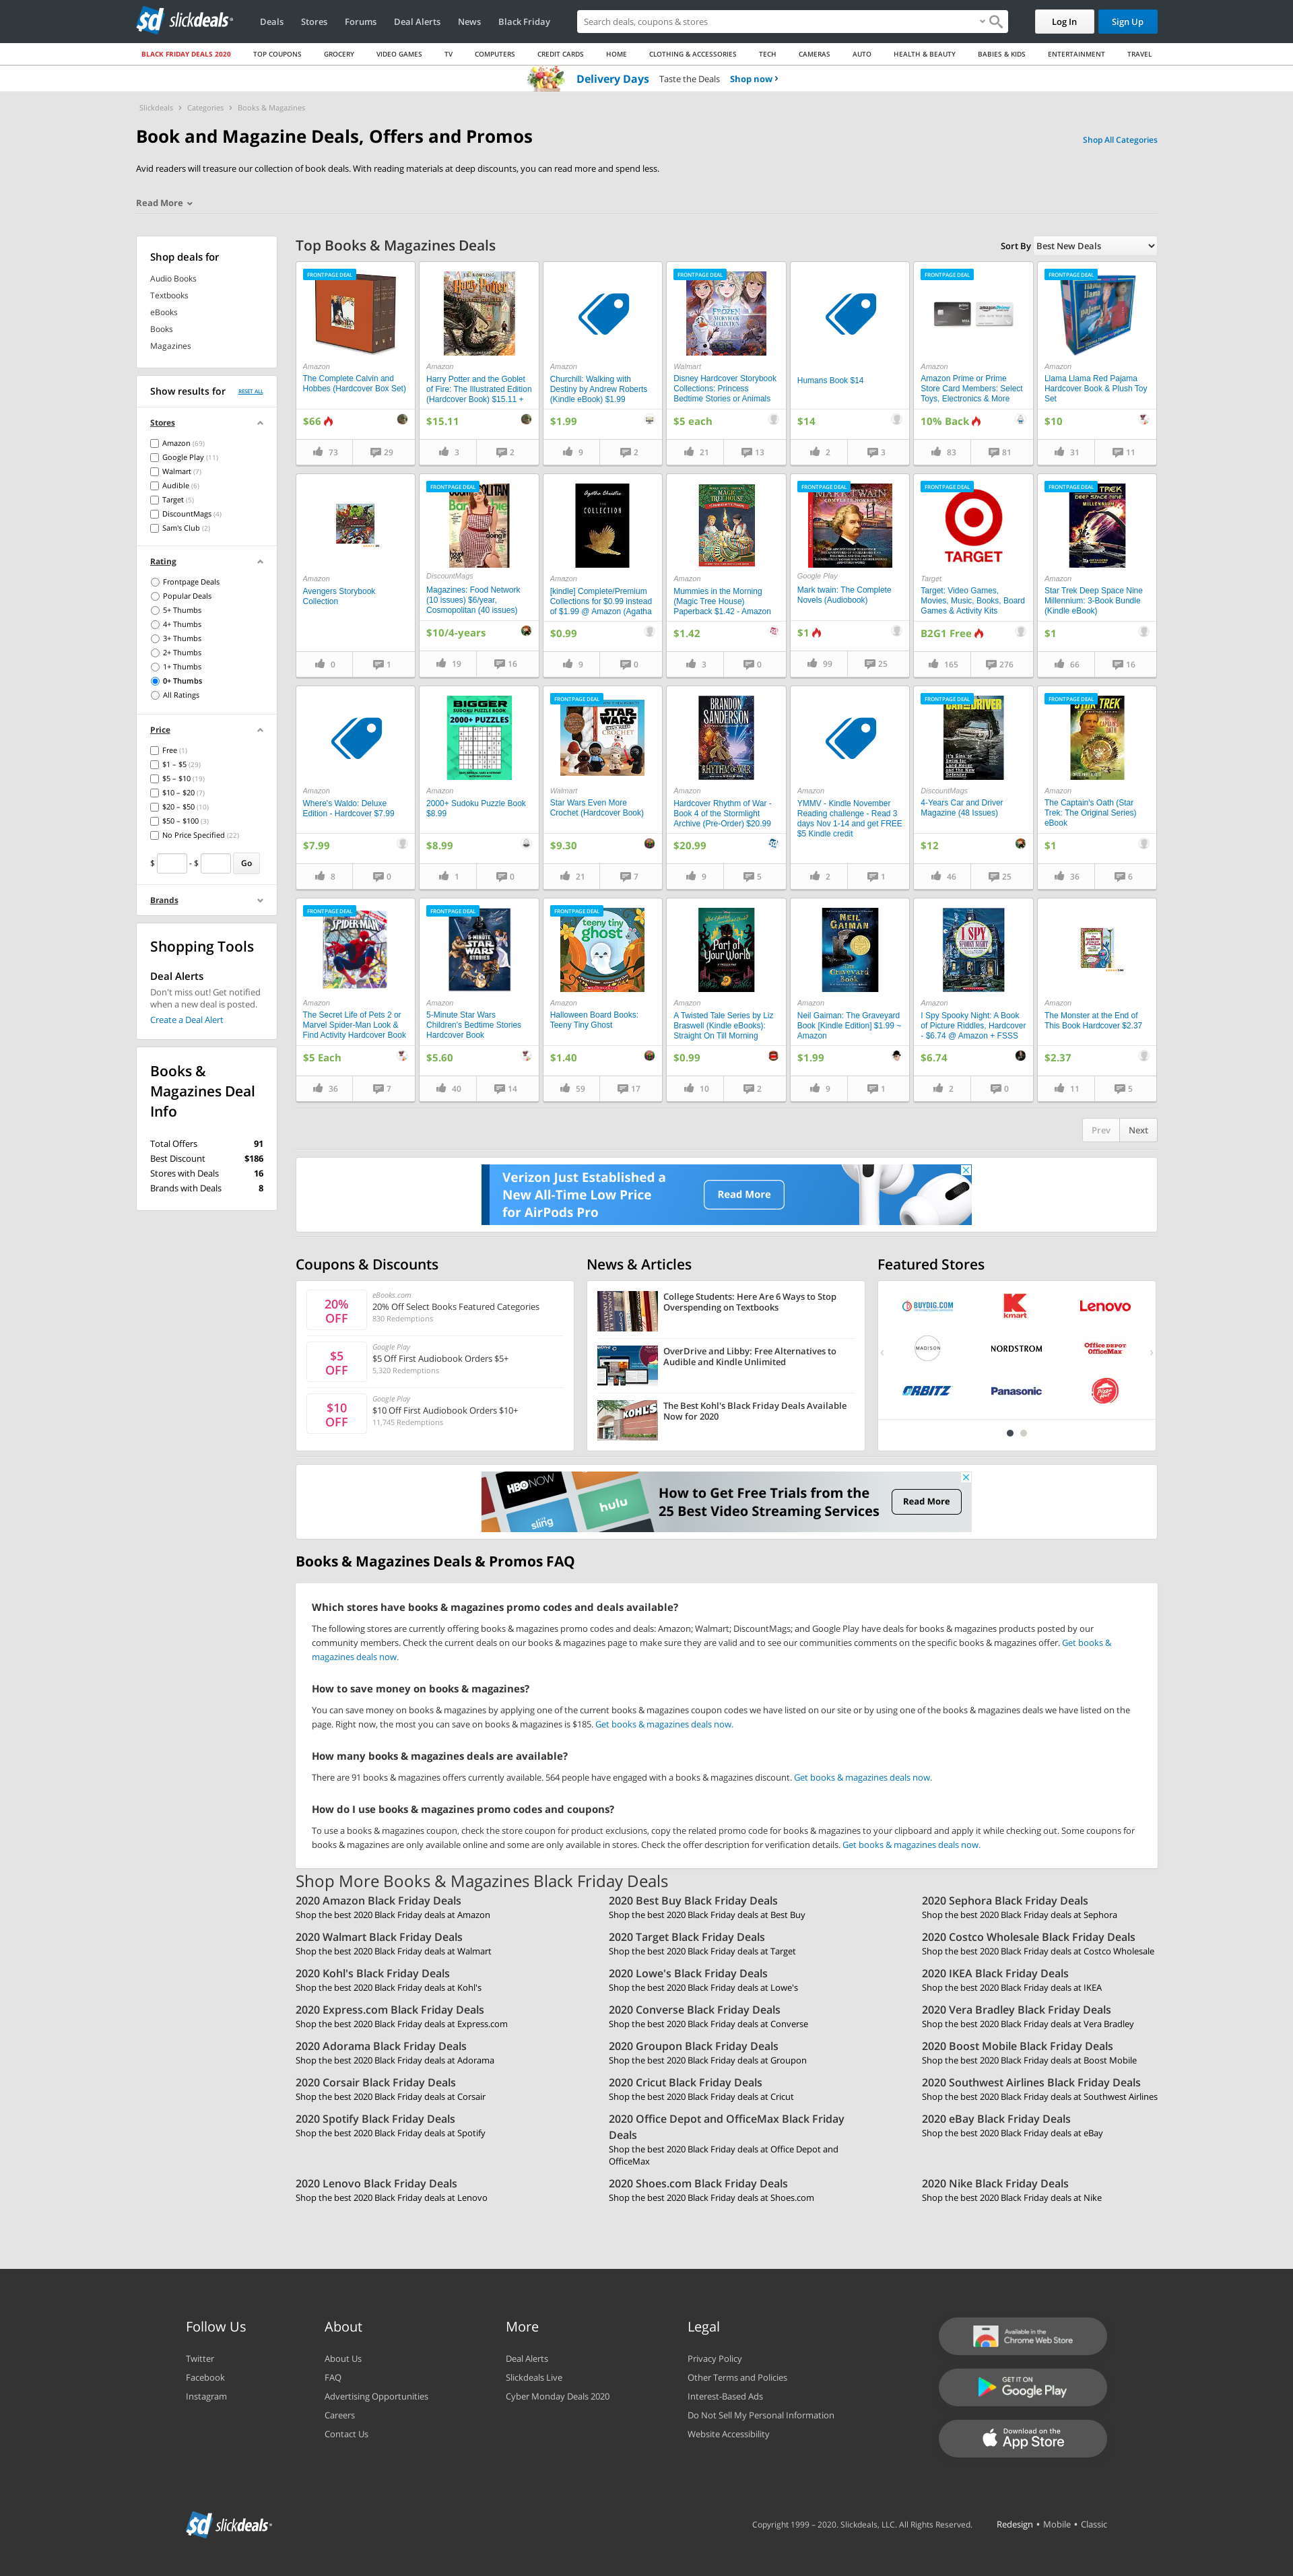 slickdeals
Deals Stores Forums Deal Alerts News Black Friday
Search deals, coupons & stores
Log In
Sign Up
BLACK FRIDAY DEALS 2020 TOP COUPONS GROCERY VIDEO GAMES TV COMPUTERS CREDIT CARDS HOME CLOTHING & ACCESSORIES TECH CAMERAS AUTO HEALTH & BEAUTY BABIES & KIDS ENTERTAINMENT TRAVEL
Delivery Days Taste the Deals Shop now
Slickdeals Categories Books & Magazines
Book and Magazine Deals, Offers and Promos
Shop All Categories
Avid readers will treasure our collection of book deals. With reading materials at deep discounts, you can read more and spend less.
Read More
Shop deals for
Audio Books
Textbooks
eBooks
Books
Magazines
Show results for RESET ALL
Stores
Amazon (69)
Google Play (11)
Walmart (7)
Audible (6)
Target (5)
DiscountMags (4)
Sam's Club (2)
Rating
Frontpage Deals
Popular Deals
5+ Thumbs
4+ Thumbs
3+ Thumbs
2+ Thumbs
1+ Thumbs
0+ Thumbs
All Ratings
Price
Free (1)
$1 – $5 (29)
$5 – $10 (19)
$10 – $20 (7)
$20 – $50 (10)
$50 – $100 (3)
No Price Specified (22)
$ - $ Go
Brands
Shopping Tools
Deal Alerts
Don't miss out! Get notified
when a new deal is posted.
Create a Deal Alert
Books &
Magazines Deal
Info
Total Offers 91
Best Discount $186
Stores with Deals 16
Brands with Deals 8
Top Books & Magazines Deals
Sort By Best New Deals
FRONTPAGE DEAL
Amazon
The Complete Calvin and
Hobbes (Hardcover Box Set)
$66
73 29
Amazon
Harry Potter and the Goblet
of Fire: The Illustrated Edition
(Hardcover Book) $15.11 +
$15.11
3 2
Amazon
Churchill: Walking with
Destiny by Andrew Roberts
(Kindle eBook) $1.99
$1.99
9 2
FRONTPAGE DEAL
Walmart
Disney Hardcover Storybook
Collections: Princess
Bedtime Stories or Animals
$5 each
21 13
Humans Book $14
$14
2 3
FRONTPAGE DEAL
Amazon
Amazon Prime or Prime
Store Card Members: Select
Toys, Electronics & More
10% Back
83 81
FRONTPAGE DEAL
Amazon
Llama Llama Red Pajama
Hardcover Book & Plush Toy
Set
$10
31 11
Amazon
Avengers Storybook
Collection
0 1
FRONTPAGE DEAL
DiscountMags
Magazines: Food Network
(10 issues) $6/year,
Cosmopolitan (40 issues)
$10/4-years
19 16
Agatha Christie
THE COLLECTION
Amazon
[kindle] Complete/Premium
Collections for $0.99 instead
of $1.99 @ Amazon (Agatha
$0.99
9 0
MAGIC TREE HOUSE
Amazon
Mummies in the Morning
(Magic Tree House)
Paperback $1.42 - Amazon
$1.42
3 0
FRONTPAGE DEAL
MARK TWAIN
Google Play
Mark twain: The Complete
Novels (Audiobook)
$1
99 25
FRONTPAGE DEAL
TARGET
Target
Target: Video Games,
Movies, Music, Books, Board
Games & Activity Kits
B2G1 Free
165 276
FRONTPAGE DEAL
Amazon
Star Trek Deep Space Nine
Millennium: 3-Book Bundle
(Kindle eBook)
$1
66 16
Amazon
Where's Waldo: Deluxe
Edition - Hardcover $7.99
$7.99
8 0
BIGGER
SUDOKU PUZZLE BOOK
2000+ PUZZLES
Amazon
2000+ Sudoku Puzzle Book
$8.99
$8.99
1 0
FRONTPAGE DEAL
STAR WARS
CROCHET
Walmart
Star Wars Even More
Crochet (Hardcover Book)
$9.30
21 7
BRANDON
SANDERSON
RHYTHM OF WAR
Amazon
Hardcover Rhythm of War -
Book 4 of the Stormlight
Archive (Pre-Order) $20.99
$20.99
9 5
Amazon
YMMV - Kindle November
Reading challenge - Read 3
days Nov 1-14 and get FREE
$5 Kindle credit
2 1
FRONTPAGE DEAL
DiscountMags
4-Years Car and Driver
Magazine (48 Issues)
$12
46 25
FRONTPAGE DEAL
Amazon
The Captain's Oath (Star
Trek: The Original Series)
eBook
$1
36 6
FRONTPAGE DEAL
SPIDER-MAN
Amazon
The Secret Life of Pets 2 or
Marvel Spider-Man Look &
Find Activity Hardcover Book
$5 Each
36 7
FRONTPAGE DEAL
5-MINUTE
STAR WARS
STORIES
Amazon
5-Minute Star Wars
Children's Bedtime Stories
Hardcover Book
$5.60
40 14
FRONTPAGE DEAL
teeny tiny
ghost
Amazon
Halloween Board Books:
Teeny Tiny Ghost
$1.40
59 17
Part of
Your World
Amazon
A Twisted Tale Series by Liz
Braswell (Kindle eBooks):
Straight On Till Morning
$0.99
10 2
NEIL
GAIMAN
The
Graveyard
Book
Amazon
Neil Gaiman: The Graveyard
Book [Kindle Edition] $1.99 ~
Amazon
$1.99
9 1
I SPY
SPOOKY NIGHT
Amazon
I Spy Spooky Night: A Book
of Picture Riddles, Hardcover
- $6.74 @ Amazon + FSSS
$6.74
2 0
Amazon
The Monster at the End of
This Book Hardcover $2.37
$2.37
11 5
Prev Next
Verizon Just Established a
New All-Time Low Price
for AirPods Pro
Read More
Coupons & Discounts
20%
OFF
eBooks.com
20% Off Select Books Featured Categories
830 Redemptions
$5
OFF
Google Play
$5 Off First Audiobook Orders $5+
5,320 Redemptions
$10
OFF
Google Play
$10 Off First Audiobook Orders $10+
11,745 Redemptions
News & Articles
College Students: Here Are 6 Ways to Stop
Overspending on Textbooks
OverDrive and Libby: Free Alternatives to
Audible and Kindle Unlimited
KOHL'S
The Best Kohl's Black Friday Deals Available
Now for 2020
Featured Stores
BUYDIG.COM kmart Lenovo
MADISON NORDSTROM Office DEPOT OfficeMax
ORBITZ Panasonic Pizza Hut
HBO NOW
hulu
sling
How to Get Free Trials from the
25 Best Video Streaming Services
Read More
Books & Magazines Deals & Promos FAQ
Which stores have books & magazines promo codes and deals available?
The following stores are currently offering books & magazines promo codes and deals: Amazon; Walmart; DiscountMags; and Google Play have deals for books & magazines products posted by our
community members. Check the current deals on our books & magazines page to make sure they are valid and to see our communities comments on the specific books & magazines offer. Get books &
magazines deals now.
How to save money on books & magazines?
You can save money on books & magazines by applying one of the current books & magazines coupon codes we have listed on our site or by using one of the books & magazines deals we have listed on the
page. Right now, the most you can save on books & magazines is $185. Get books & magazines deals now.
How many books & magazines deals are available?
There are 91 books & magazines offers currently available. 564 people have engaged with a books & magazines discount. Get books & magazines deals now.
How do I use books & magazines promo codes and coupons?
To use a books & magazines coupon, check the store coupon for product exclusions, copy the related promo code for books & magazines to your clipboard and apply it while checking out. Some coupons for
books & magazines are only available online and some are only available in stores. Check the offer description for verification details. Get books & magazines deals now.
Shop More Books & Magazines Black Friday Deals
2020 Amazon Black Friday Deals
Shop the best 2020 Black Friday deals at Amazon
2020 Best Buy Black Friday Deals
Shop the best 2020 Black Friday deals at Best Buy
2020 Sephora Black Friday Deals
Shop the best 2020 Black Friday deals at Sephora
2020 Walmart Black Friday Deals
Shop the best 2020 Black Friday deals at Walmart
2020 Target Black Friday Deals
Shop the best 2020 Black Friday deals at Target
2020 Costco Wholesale Black Friday Deals
Shop the best 2020 Black Friday deals at Costco Wholesale
2020 Kohl's Black Friday Deals
Shop the best 2020 Black Friday deals at Kohl's
2020 Lowe's Black Friday Deals
Shop the best 2020 Black Friday deals at Lowe's
2020 IKEA Black Friday Deals
Shop the best 2020 Black Friday deals at IKEA
2020 Express.com Black Friday Deals
Shop the best 2020 Black Friday deals at Express.com
2020 Converse Black Friday Deals
Shop the best 2020 Black Friday deals at Converse
2020 Vera Bradley Black Friday Deals
Shop the best 2020 Black Friday deals at Vera Bradley
2020 Adorama Black Friday Deals
Shop the best 2020 Black Friday deals at Adorama
2020 Groupon Black Friday Deals
Shop the best 2020 Black Friday deals at Groupon
2020 Boost Mobile Black Friday Deals
Shop the best 2020 Black Friday deals at Boost Mobile
2020 Corsair Black Friday Deals
Shop the best 2020 Black Friday deals at Corsair
2020 Cricut Black Friday Deals
Shop the best 2020 Black Friday deals at Cricut
2020 Southwest Airlines Black Friday Deals
Shop the best 2020 Black Friday deals at Southwest Airlines
2020 Spotify Black Friday Deals
Shop the best 2020 Black Friday deals at Spotify
2020 Office Depot and OfficeMax Black Friday
Deals
Shop the best 2020 Black Friday deals at Office Depot and
OfficeMax
2020 eBay Black Friday Deals
Shop the best 2020 Black Friday deals at eBay
2020 Lenovo Black Friday Deals
Shop the best 2020 Black Friday deals at Lenovo
2020 Shoes.com Black Friday Deals
Shop the best 2020 Black Friday deals at Shoes.com
2020 Nike Black Friday Deals
Shop the best 2020 Black Friday deals at Nike
Follow Us
Twitter
Facebook
Instagram
About
About Us
FAQ
Advertising Opportunities
Careers
Contact Us
More
Deal Alerts
Slickdeals Live
Cyber Monday Deals 2020
Legal
Privacy Policy
Other Terms and Policies
Interest-Based Ads
Do Not Sell My Personal Information
Website Accessibility
Available in the
Chrome Web Store
GET IT ON
Google Play
Download on the
App Store
slickdeals
Copyright 1999 – 2020. Slickdeals, LLC. All Rights Reserved. Redesign • Mobile • Classic